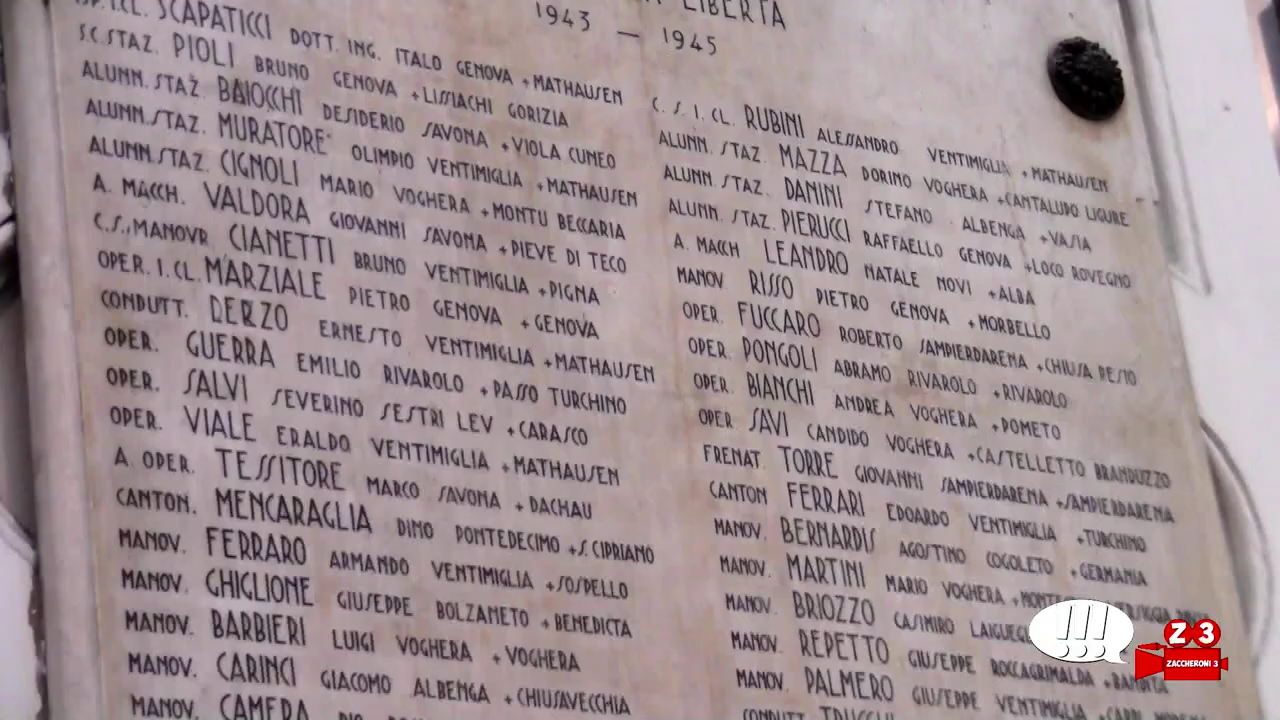 LIBERTA
1943 — 1945
SCAPATICCI DOTT. ING. ITALO GENOVA + MATHAUSEN
S.C. STAZ. PIOLI BRUNO GENOVA + LISSIACHI GORIZIA
ALUNN. STAZ. BAIOCCHI DESIDERIO SAVONA + VIOLA CUNEO
ALUNN. STAZ. MURATORE OLIMPIO VENTIMIGLIA + MATHAUSEN
ALUNN. STAZ. CIGNOLI MARIO VOGHERA + MONTU BECCARIA
A. MACCH. VALDORA GIOVANNI SAVONA + PIEVE DI TECO
C.S., MANOVR. CIANETTI BRUNO VENTIMIGLIA + PIGNA
OPER. I.CL. MARZIALE PIETRO GENOVA + GENOVA
CONDUTT. DERZO ERNESTO VENTIMIGLIA + MATHAUSEN
OPER. GUERRA EMILIO RIVAROLO + PASSO TURCHINO
OPER. SALVI SEVERINO SESTRI LEV + CARASCO
OPER. VIALE ERALDO VENTIMIGLIA + MATHAUSEN
A. OPER. TESSITORE MARCO SAVONA + DACHAU
CANTON. MENCARAGLIA DINO PONTEDECIMO + S. CIPRIANO
MANOV. FERRARO ARMANDO VENTIMIGLIA + SOSPELLO
MANOV. GHIGLIONE GIUSEPPE BOLZANETO + BENEDICTA
MANOV. BARBIERI LUIGI VOGHERA + VOGHERA
MANOV. CARINCI GIACOMO ALBENGA + CHIUSAVECCHIA
MANOV. CAMERA
C. S. I. CL. RUBINI ALESSANDRO VENTIMIGLIA + MATHAUSEN
ALUNN. STAZ. MAZZA DORINO VOGHERA + CANTALUPO LIGURE
ALUNN. STAZ. DANINI STEFANO ALBENGA + VASIA
ALUNN. STAZ. PIERUCCI RAFFAELLO GENOVA + LOCO ROVEGNO
A. MACCH LEANDRO NATALE NOVI + ALBA
MANOV RISSO PIETRO GENOVA + MORBELLO
OPER. FUCCARO ROBERTO SAMPIERDARENA + CHIUSA PESIO
OPER. PONGOLI ABRAMO RIVAROLO + RIVAROLO
OPER. BIANCHI ANDREA VOGHERA + POMETO
OPER SAVI CANDIDO VOGHERA + CASTELLETTO BRANDUZZO
FRENAT. TORRE GIOVANNI SAMPIERDARENA + SAMPIERDARENA
CANTON FERRARI EDOARDO VENTIMIGLIA + TURCHINO
MANOV. BERNARDIS AGOSTINO COGOLETO + GERMANIA
MANOV. MARTINI MARIO VOGHERA +
MANOV. BRIOZZO CASIMIRO
MANOV. REPETTO GIUSEPPE ROCCAGRIMALDA +
MANOV. PALMERO GIUSEPPE VENTIMIGLIA +
CONDUTT TRUCCHI
!!!
Z 3
ZACCHERONI 3